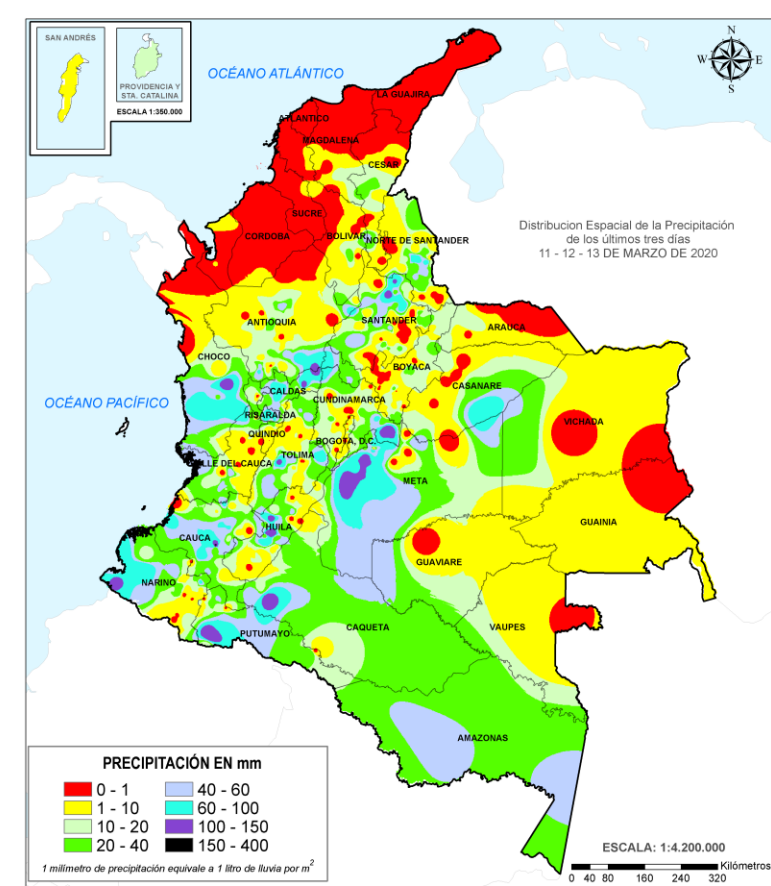 SAN ANDRÉS
PROVIDENCIA Y
STA. CATALINA
ESCALA 1:350.000
OCÉANO ATLÁNTICO
N
W
E
S
LA GUAJIRA
ATLANTICO
MAGDALENA
CESAR
SUCRE
CORDOBA
BOLIVAR
NORTE DE SANTANDER
Distribucion Espacial de la Precipitación
de los últimos tres días
11 - 12 - 13 DE MARZO DE 2020
ANTIOQUIA
SANTANDER
ARAUCA
CHOCO
BOYACA
CASANARE
OCÉANO PACÍFICO
CALDAS
CUNDINAMARCA
RISARALDA
VICHADA
QUINDIO
BOGOTA, D.C.
TOLIMA
VALLE DEL CAUCA
META
GUAINIA
HUILA
CAUCA
GUAVIARE
NARINO
PUTUMAYO
CAQUETA
VAUPES
AMAZONAS
PRECIPITACIÓN EN mm
0 - 1
40 - 60
1 - 10
60 - 100
10 - 20
100 - 150
20 - 40
150 - 400
1 milímetro de precipitación equivale a 1 litro de lluvia por m2
ESCALA: 1:4.200.000
Kilómetros
0 40 80 160 240 320